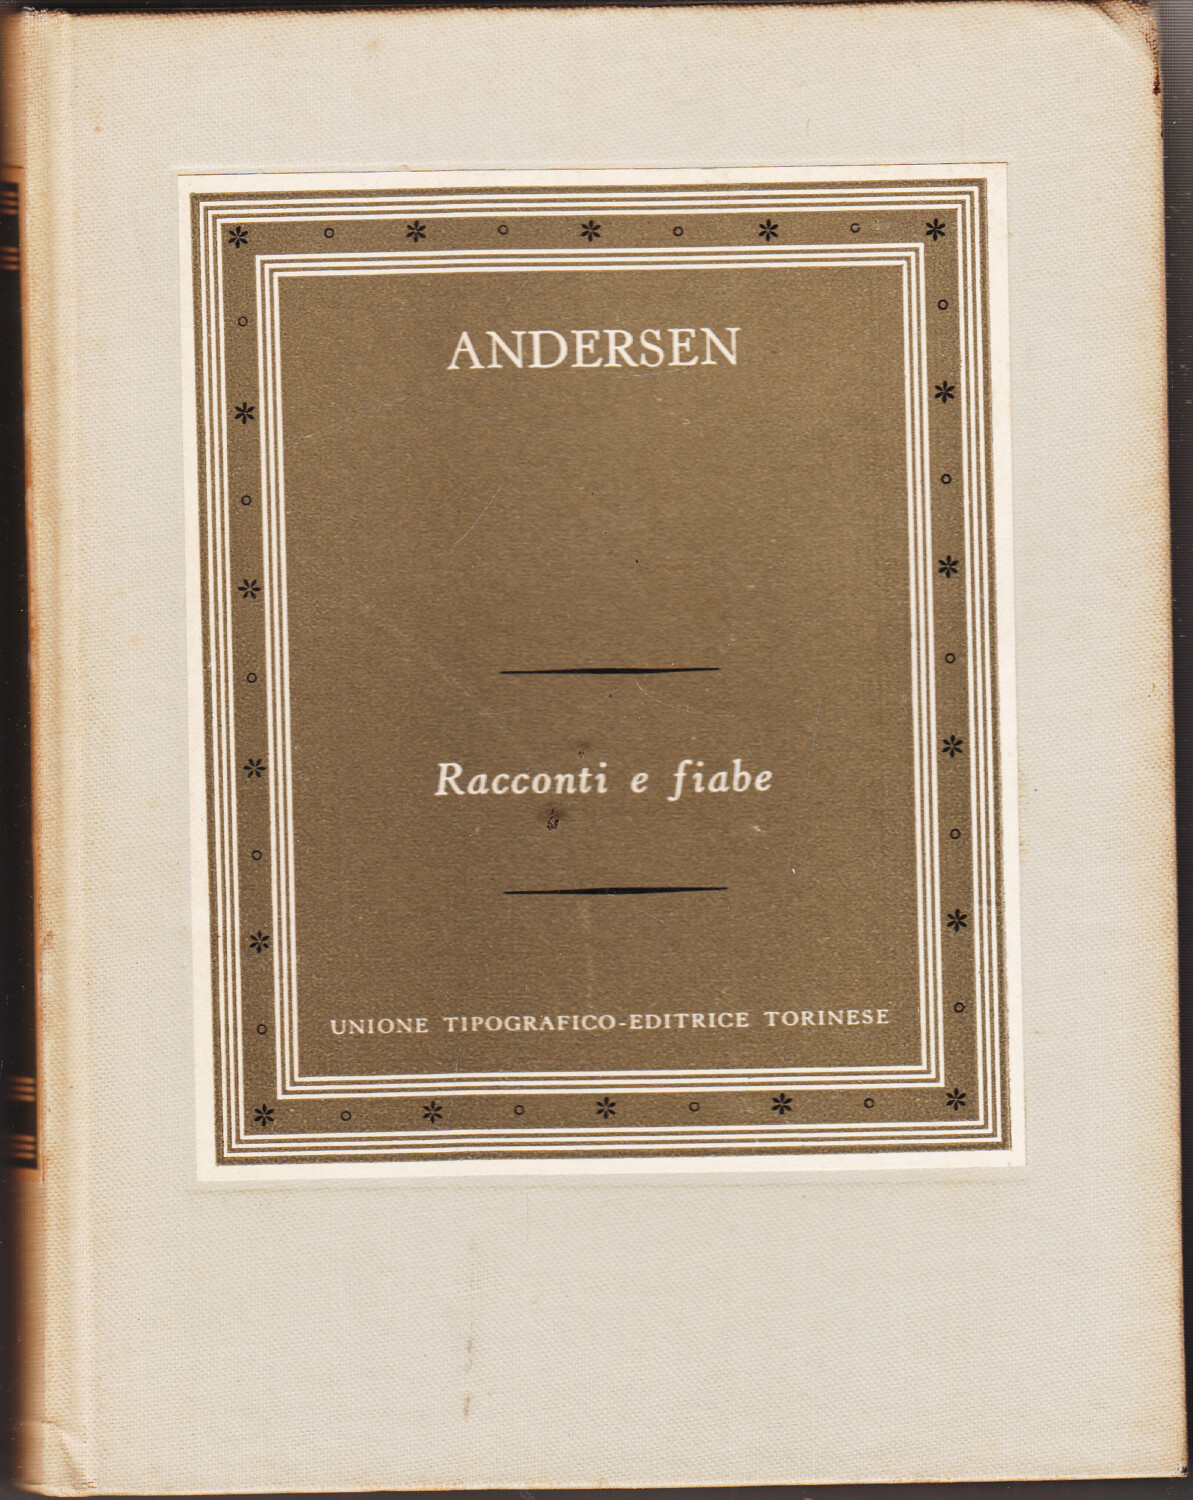 ANDERSEN
Racconti e fiabe
UNIONE TIPOGRAFICO-EDITRICE TORINESE